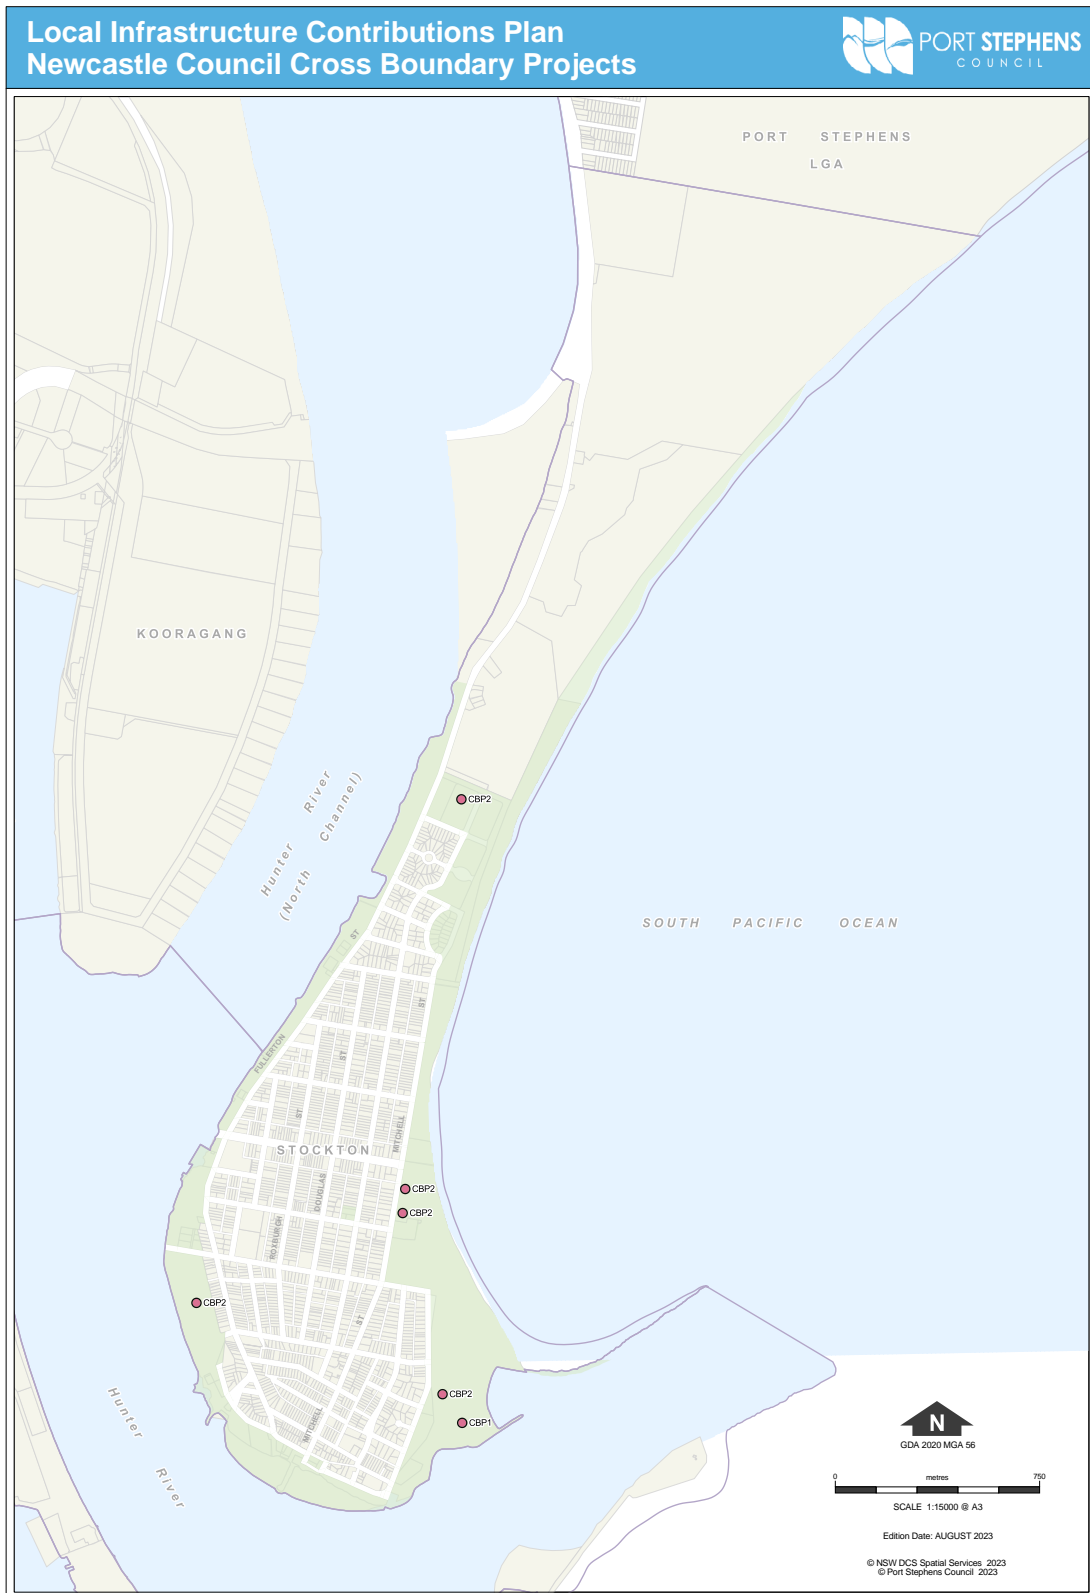 Local Infrastructure Contributions Plan
Newcastle Council Cross Boundary Projects
PORT STEPHENS
COUNCIL
PORT STEPHENS
LGA
KOORAGANG
Hunter River
(North Channel)
CBP2
SOUTH PACIFIC OCEAN
ST
ST
FULLERTON
ST
ST
MITCHELL
STOCKTON
DOUGLAS
CBP2
CBP2
ROXBURGH
CBP2
ST
CBP2
MITCHELL
CBP1
Hunter River
N
GDA 2020 MGA 56
0 metres 750
SCALE 1:15000 @ A3
Edition Date: AUGUST 2023
© NSW DCS Spatial Services 2023
© Port Stephens Council 2023